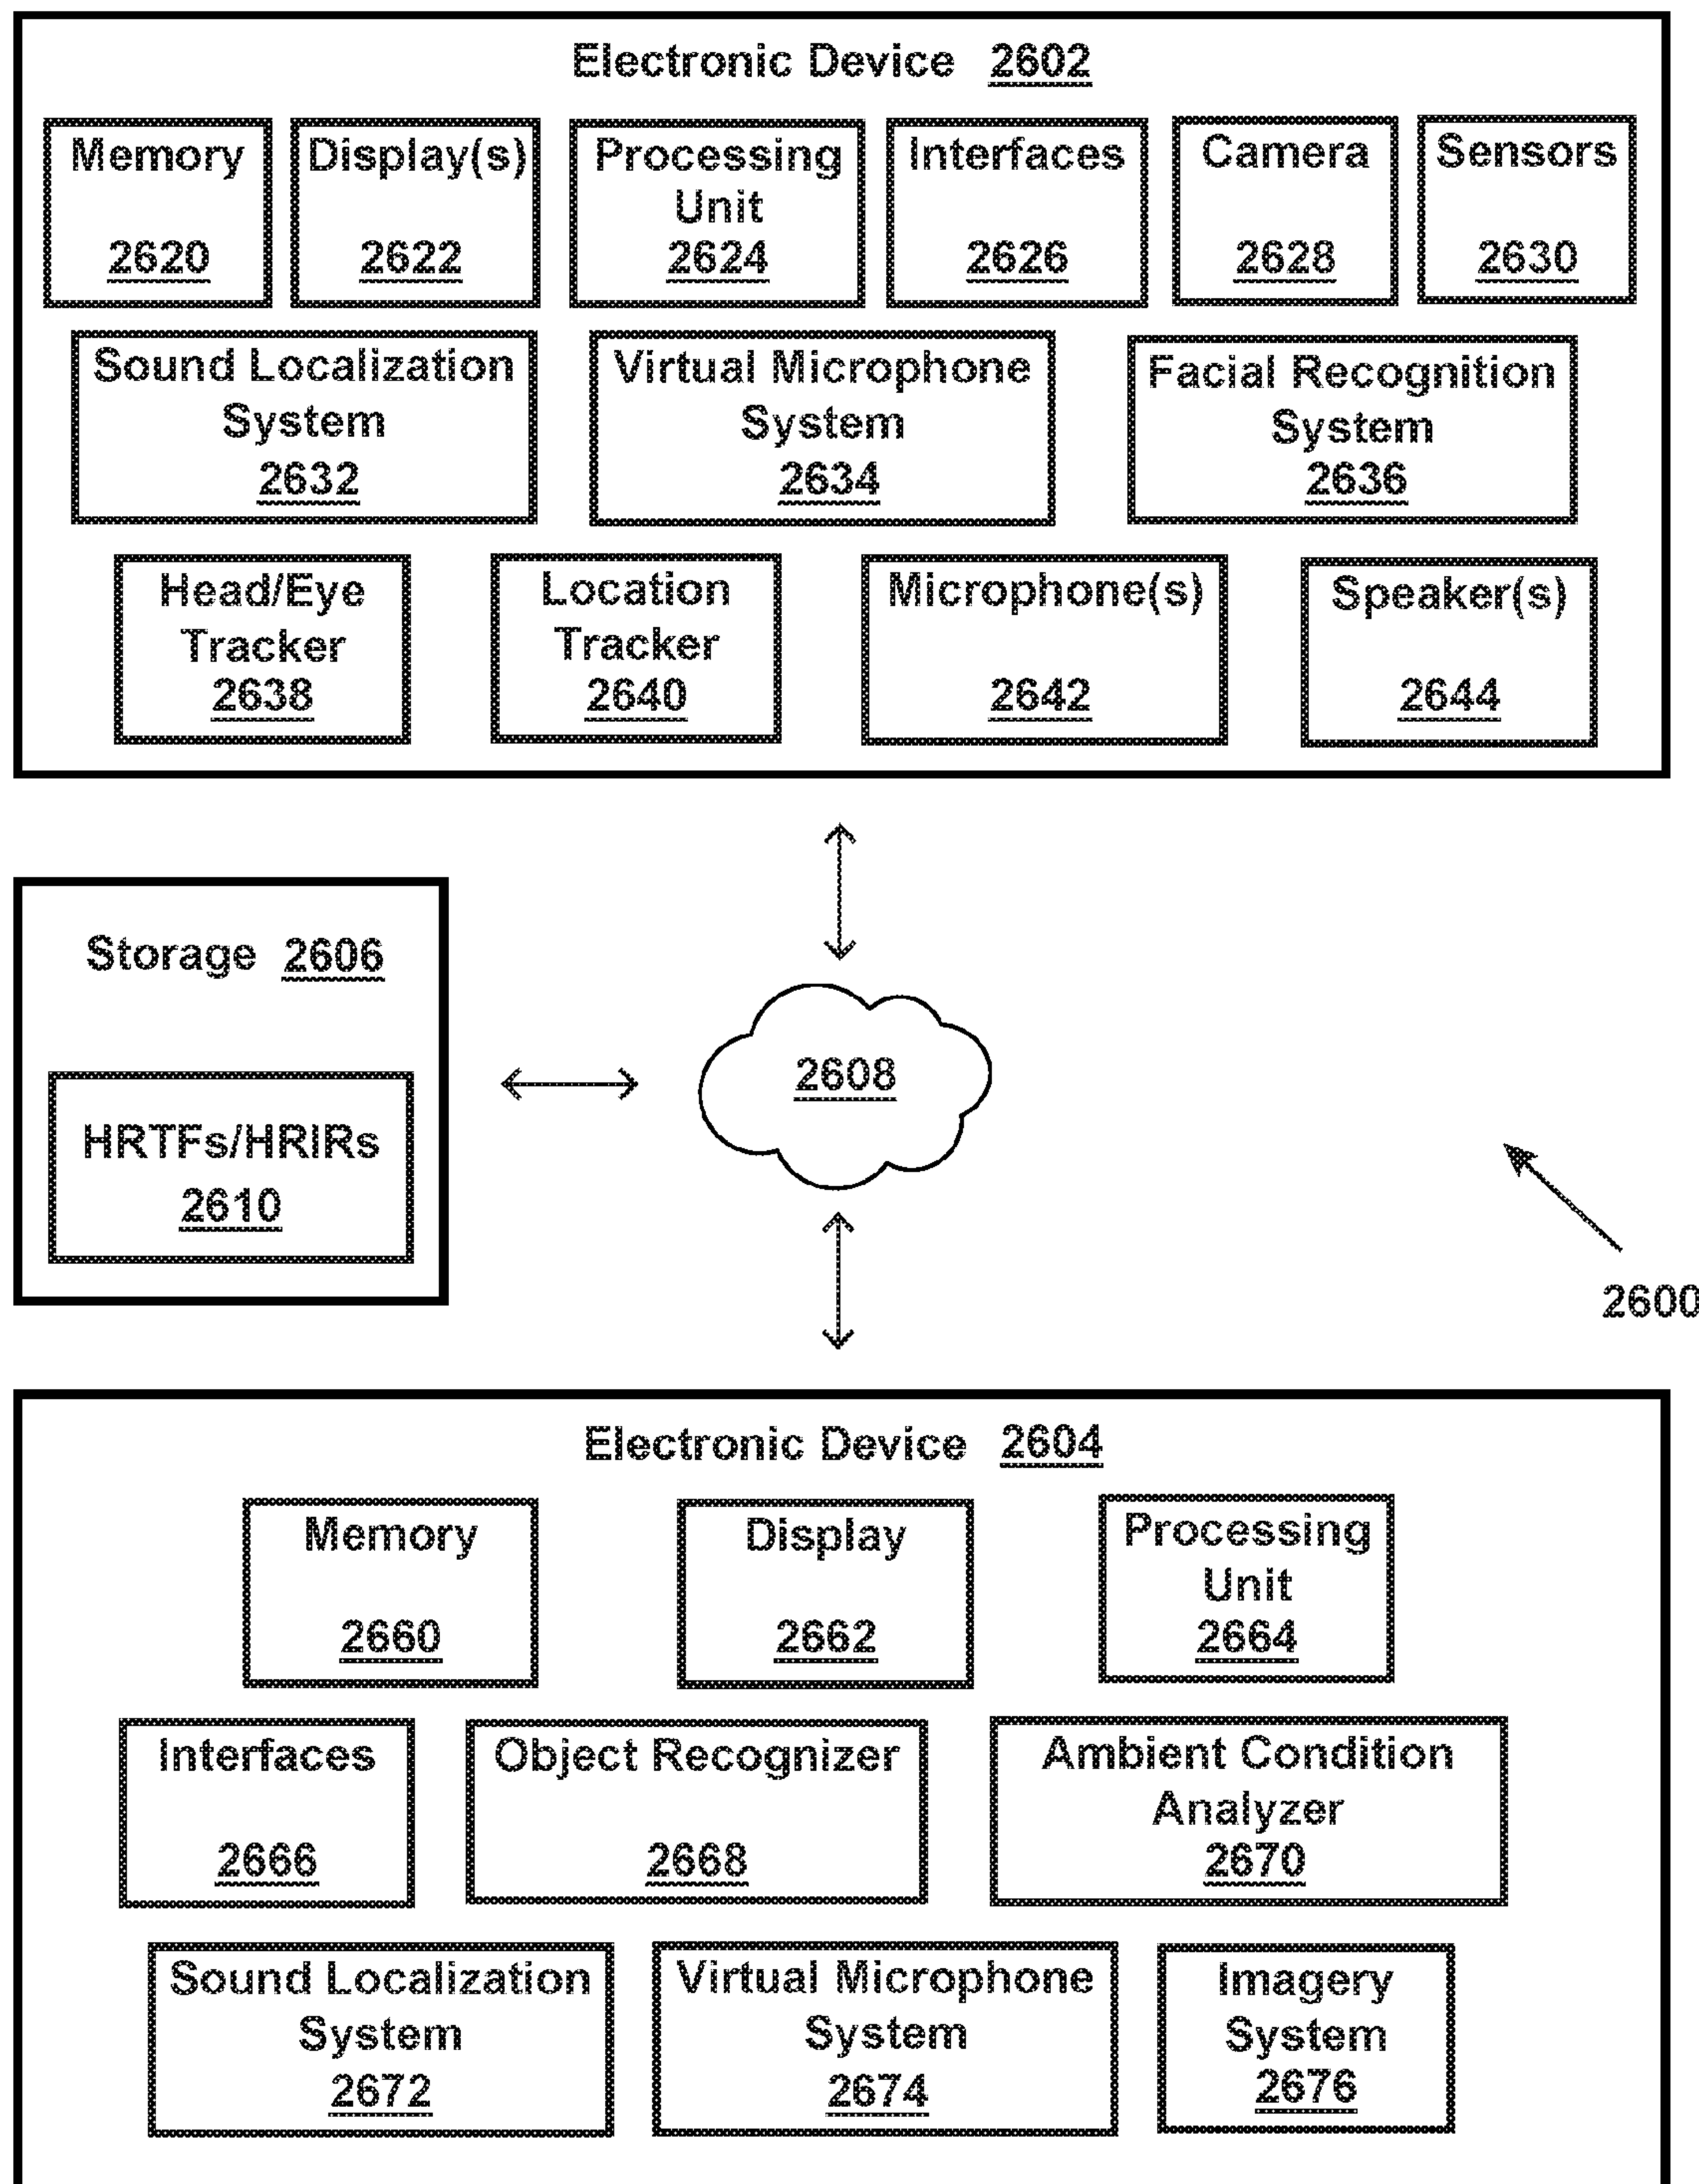 Electronic Device 2602
Memory
2620
Display(s)
2622
Processing
Unit
2624
Interfaces
2626
Camera
2628
Sensors
2630
Sound Localization
System
2632
Virtual Microphone
System
2634
Facial Recognition
System
2636
Head/Eye
Tracker
2638
Location
Tracker
2640
Microphone(s)
2642
Speaker(s)
2644
Storage 2606
HRTFs/HRIRs
2610
2608
2600
Electronic Device 2604
Memory
2660
Display
2662
Processing
Unit
2664
Interfaces
2666
Object Recognizer
2668
Ambient Condition
Analyzer
2670
Sound Localization
System
2672
Virtual Microphone
System
2674
Imagery
System
2676